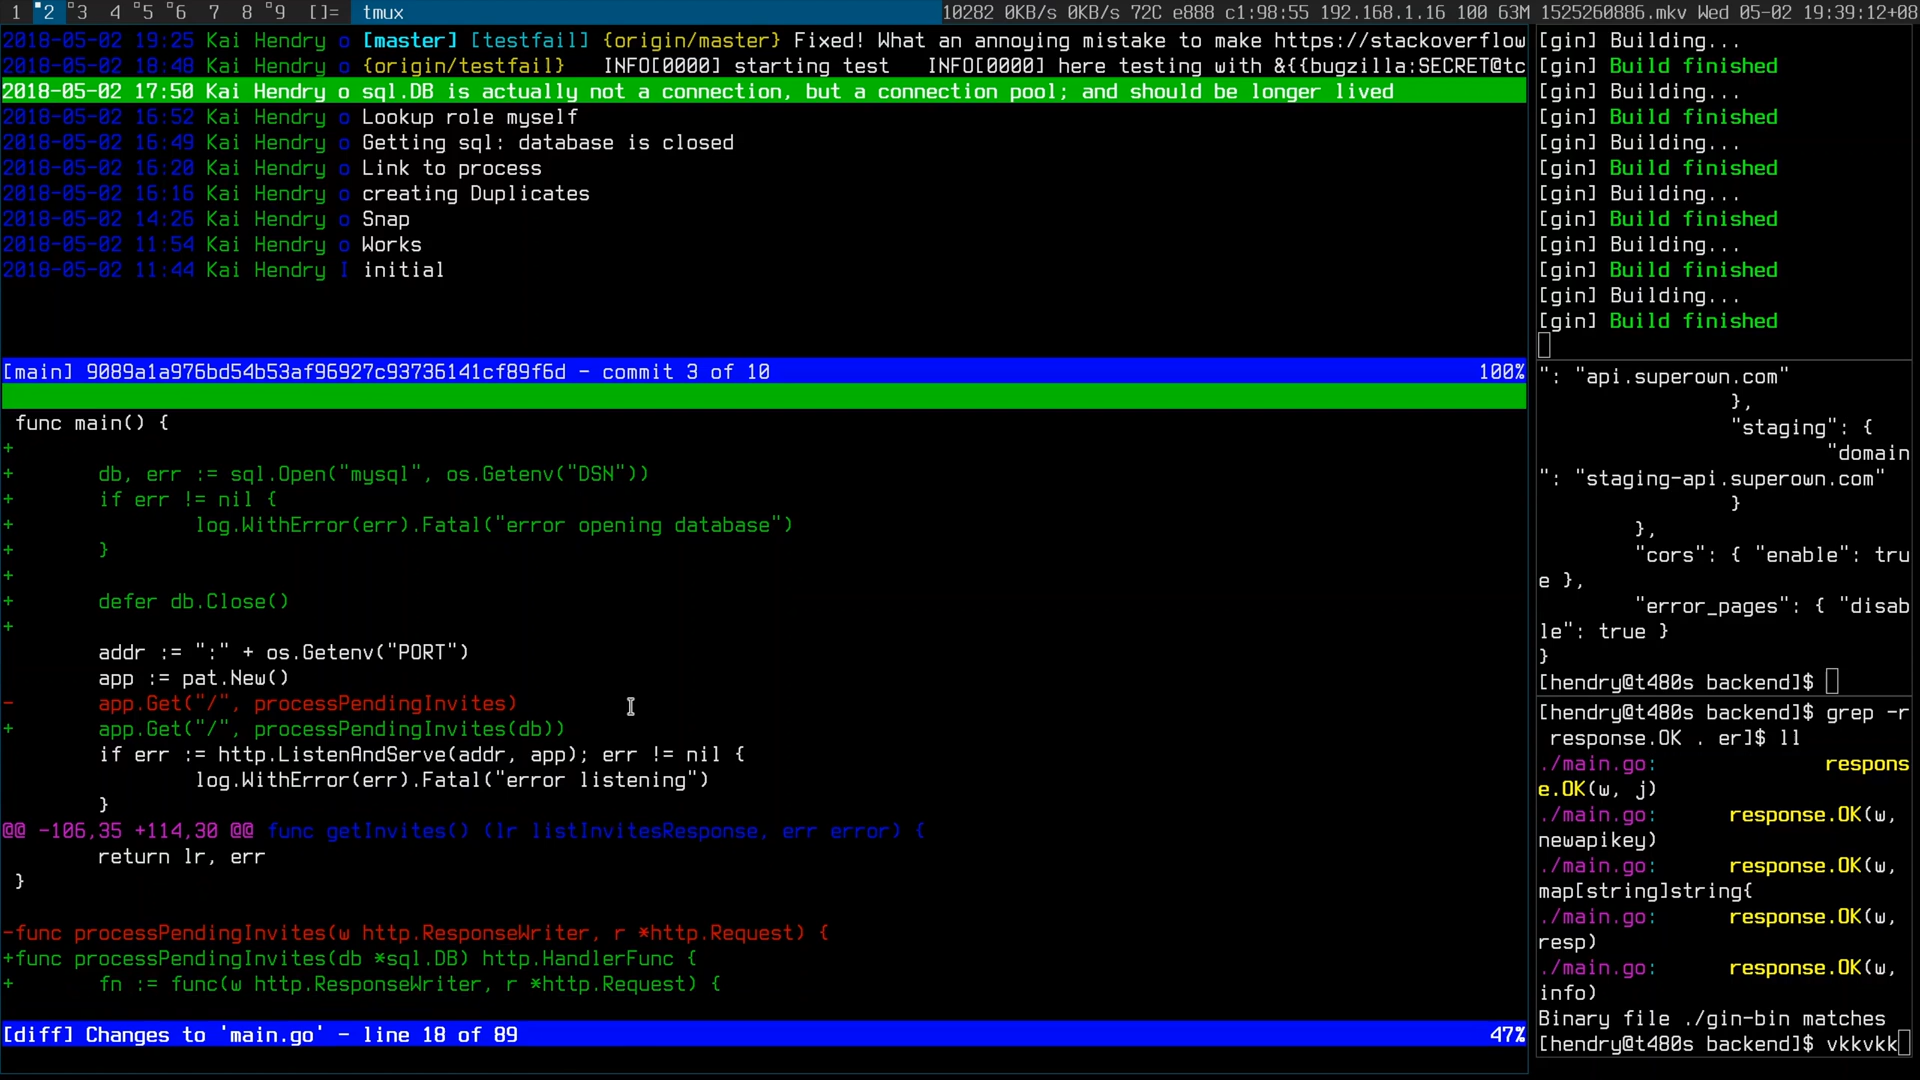 1 2 3 4 5 6 7 8 9 []= tmux 10282 0KB/s 0KB/s 72C e888 c1:98:55 192.168.1.16 100 63M 1525260886.mkv Wed 05-02 19:39:12+08
2018-05-02 19:25 Kai Hendry o [master] [testfail] {origin/master} Fixed! What an annoying mistake to make https://stackoverflow
2018-05-02 18:48 Kai Hendry o {origin/testfail}   INFO[0000] starting test   INFO[0000] here testing with &{{bugzilla:SECRET@tc
2018-05-02 17:50 Kai Hendry o sql.DB is actually not a connection, but a connection pool; and should be longer lived
2018-05-02 16:52 Kai Hendry o Lookup role myself
2018-05-02 16:49 Kai Hendry o Getting sql: database is closed
2018-05-02 16:20 Kai Hendry o Link to process
2018-05-02 16:16 Kai Hendry o creating Duplicates
2018-05-02 14:26 Kai Hendry o Snap
2018-05-02 11:54 Kai Hendry o Works
2018-05-02 11:44 Kai Hendry I initial
[main] 9089a1a976bd54b53af96927c93736141cf89f6d - commit 3 of 10 100%
func main() {
+
+       db, err := sql.Open("mysql", os.Getenv("DSN"))
+       if err != nil {
+               log.WithError(err).Fatal("error opening database")
+       }
+
+       defer db.Close()
+
        addr := ":" + os.Getenv("PORT")
        app := pat.New()
-       app.Get("/", processPendingInvites)
+       app.Get("/", processPendingInvites(db))
        if err := http.ListenAndServe(addr, app); err != nil {
                log.WithError(err).Fatal("error listening")
        }
@@ -106,35 +114,30 @@ func getInvites() (lr listInvitesResponse, err error) {
        return lr, err
 }
-func processPendingInvites(w http.ResponseWriter, r *http.Request) {
+func processPendingInvites(db *sql.DB) http.HandlerFunc {
+       fn := func(w http.ResponseWriter, r *http.Request) {
[diff] Changes to 'main.go' - line 18 of 89 47%
[gin] Building...
[gin] Build finished
[gin] Building...
[gin] Build finished
[gin] Building...
[gin] Build finished
[gin] Building...
[gin] Build finished
[gin] Building...
[gin] Build finished
[gin] Building...
[gin] Build finished
": "api.superown.com"
                },
                "staging": {
                        "domain
": "staging-api.superown.com"
                }
        },
        "cors": { "enable": tru
e },
        "error_pages": { "disab
le": true }
}
[hendry@t480s backend]$
[hendry@t480s backend]$ grep -r
 response.OK . er]$ ll
./main.go:              respons
e.OK(w, j)
./main.go:      response.OK(w,
newapikey)
./main.go:      response.OK(w,
map[string]string{
./main.go:      response.OK(w,
resp)
./main.go:      response.OK(w,
info)
Binary file ./gin-bin matches
[hendry@t480s backend]$ vkkvkk